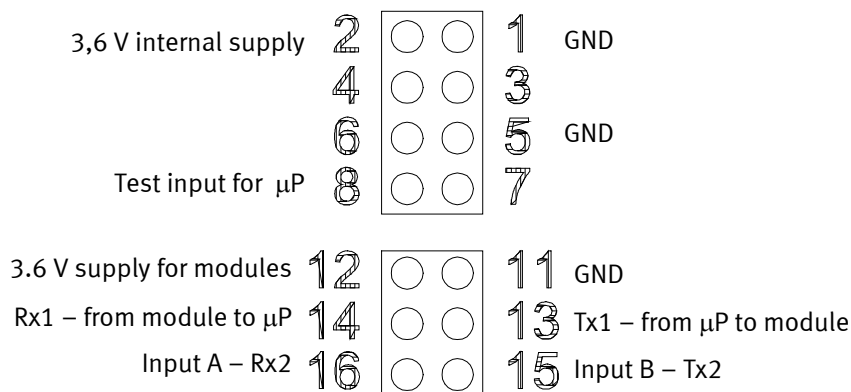 3,6 V internal supply 2 1 GND
4 3
6 5 GND
Test input for µP 8 7
3.6 V supply for modules 12 11 GND
Rx1 – from module to µP 14 13 Tx1 – from µP to module
Input A – Rx2 16 15 Input B – Tx2